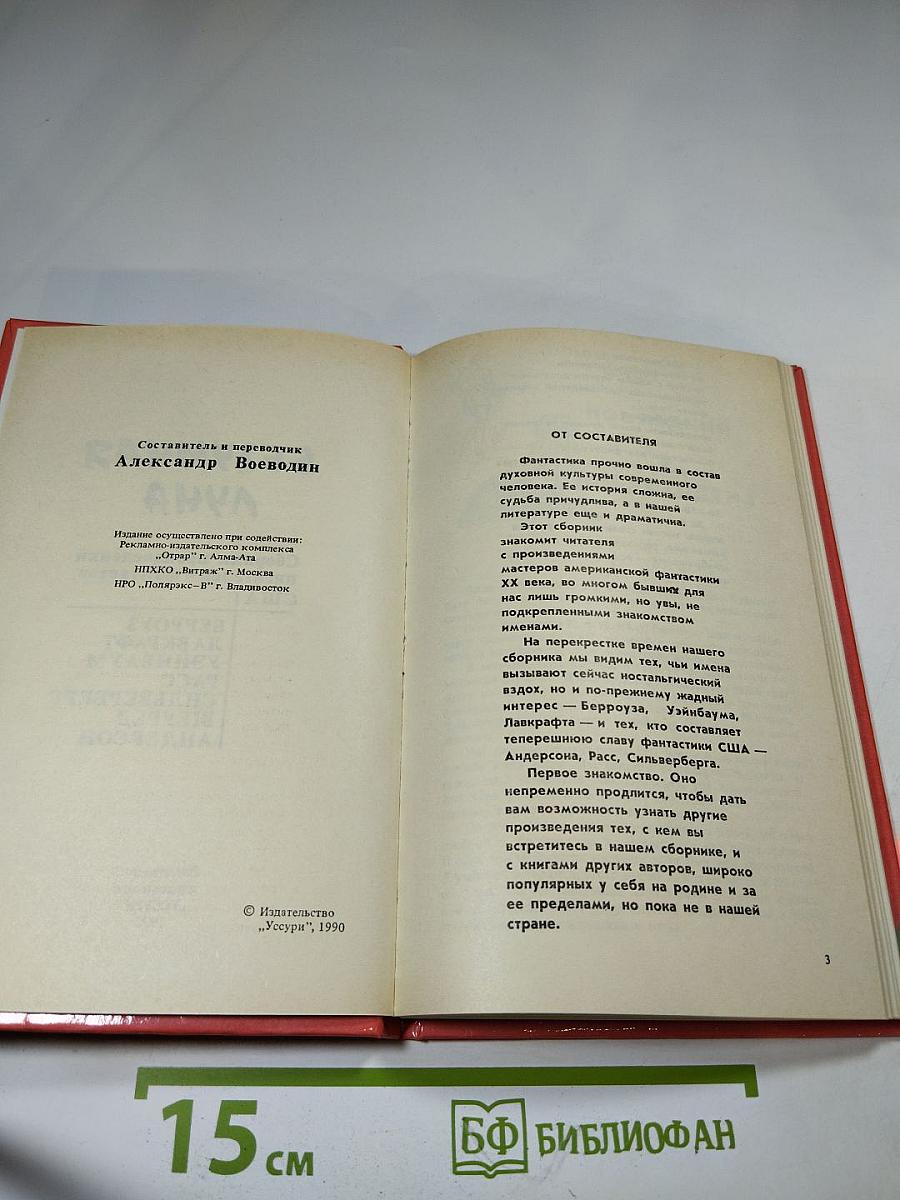 Составитель и переводчик
Александр Воеводин
Издание осуществлено при содействии:
Рекламно-издательского комплекса
„Отрар" г. Алма-Ата
НПХКО „Витраж" г. Москва
НРО „Полярэкс—В" г. Владивосток
© Издательство
„Уссури", 1990
ОТ СОСТАВИТЕЛЯ
Фантастика прочно вошла в состав
духовной культуры современного
человека. Ее история сложна, ее
судьба причудлива, а в нашей
литературе еще и драматична.
Этот сборник
знакомит читателя
с произведениями
мастеров американской фантастики
XX века, во многом бывших для
нас лишь громкими, но увы, не
подкрепленными знакомством
именами.
На перекрестке времен нашего
сборника мы видим тех, чьи имена
вызывают сейчас ностальгический
вздох, но и по-прежнему жадный
интерес — Берроуза, Уэйнбаума,
Лавкрафта — и тех, кто составляет
теперешнюю славу фантастики США —
Андерсона, Расс, Сильверберга.
Первое знакомство. Оно
непременно продлится, чтобы дать
вам возможность узнать другие
произведения тех, с кем вы
встретитесь в нашем сборнике, и
с книгами других авторов, широко
популярных у себя на родине и за
ее пределами, но пока не в нашей
стране.
3
15 см
БФ БИБЛИОФАН